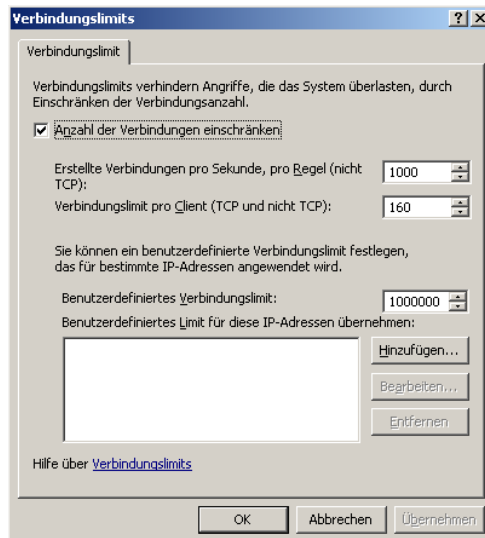 Verbindungslimits
Verbindungslimit
Verbindungslimits verhindern Angriffe, die das System überlasten, durch
Einschränken der Verbindungsanzahl.
Anzahl der Verbindungen einschränken
Erstellte Verbindungen pro Sekunde, pro Regel (nicht
TCP):
1000
Verbindungslimit pro Client (TCP und nicht TCP):
160
Sie können ein benutzerdefinierte Verbindungslimit festlegen,
das für bestimmte IP-Adressen angewendet wird.
Benutzerdefiniertes Verbindungslimit:
1000000
Benutzerdefiniertes Limit für diese IP-Adressen übernehmen:
Hinzufügen...
Bearbeiten...
Entfernen
Hilfe über Verbindungslimits
OK
Abbrechen
Übernehmen